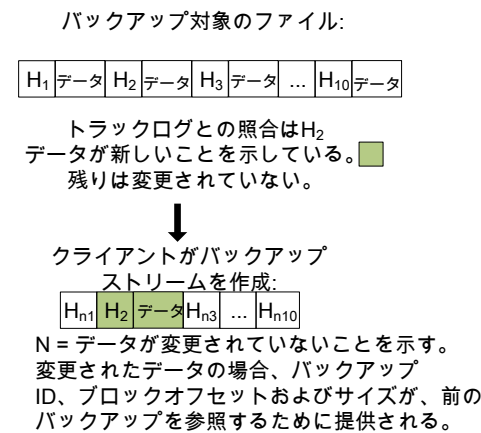 バックアップ対象のファイル:
H1 データ H2 データ H3 データ ... H10 データ
トラックログとの照合はH2
データが新しいことを示している。
残りは変更されていない。
クライアントがバックアップ
ストリームを作成:
Hn1 H2 データ Hn3 ... Hn10
N = データが変更されていないことを示す。
変更されたデータの場合、バックアップ
ID、ブロックオフセットおよびサイズが、前の
バックアップを参照するために提供される。